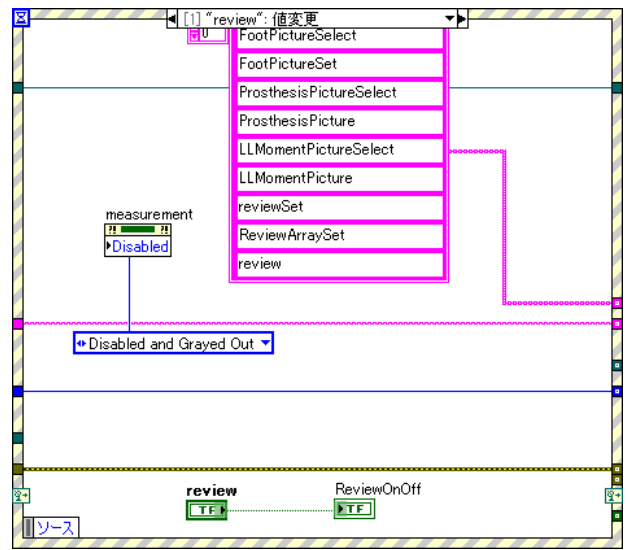 [1] "review": 値変更
0
FootPictureSelect
FootPictureSet
ProsthesisPictureSelect
ProsthesisPicture
LLMomentPictureSelect
LLMomentPicture
reviewSet
ReviewArraySet
review
measurement
?! ?!
Disabled
Disabled and Grayed Out
review
TF
ReviewOnOff
TF
ソース